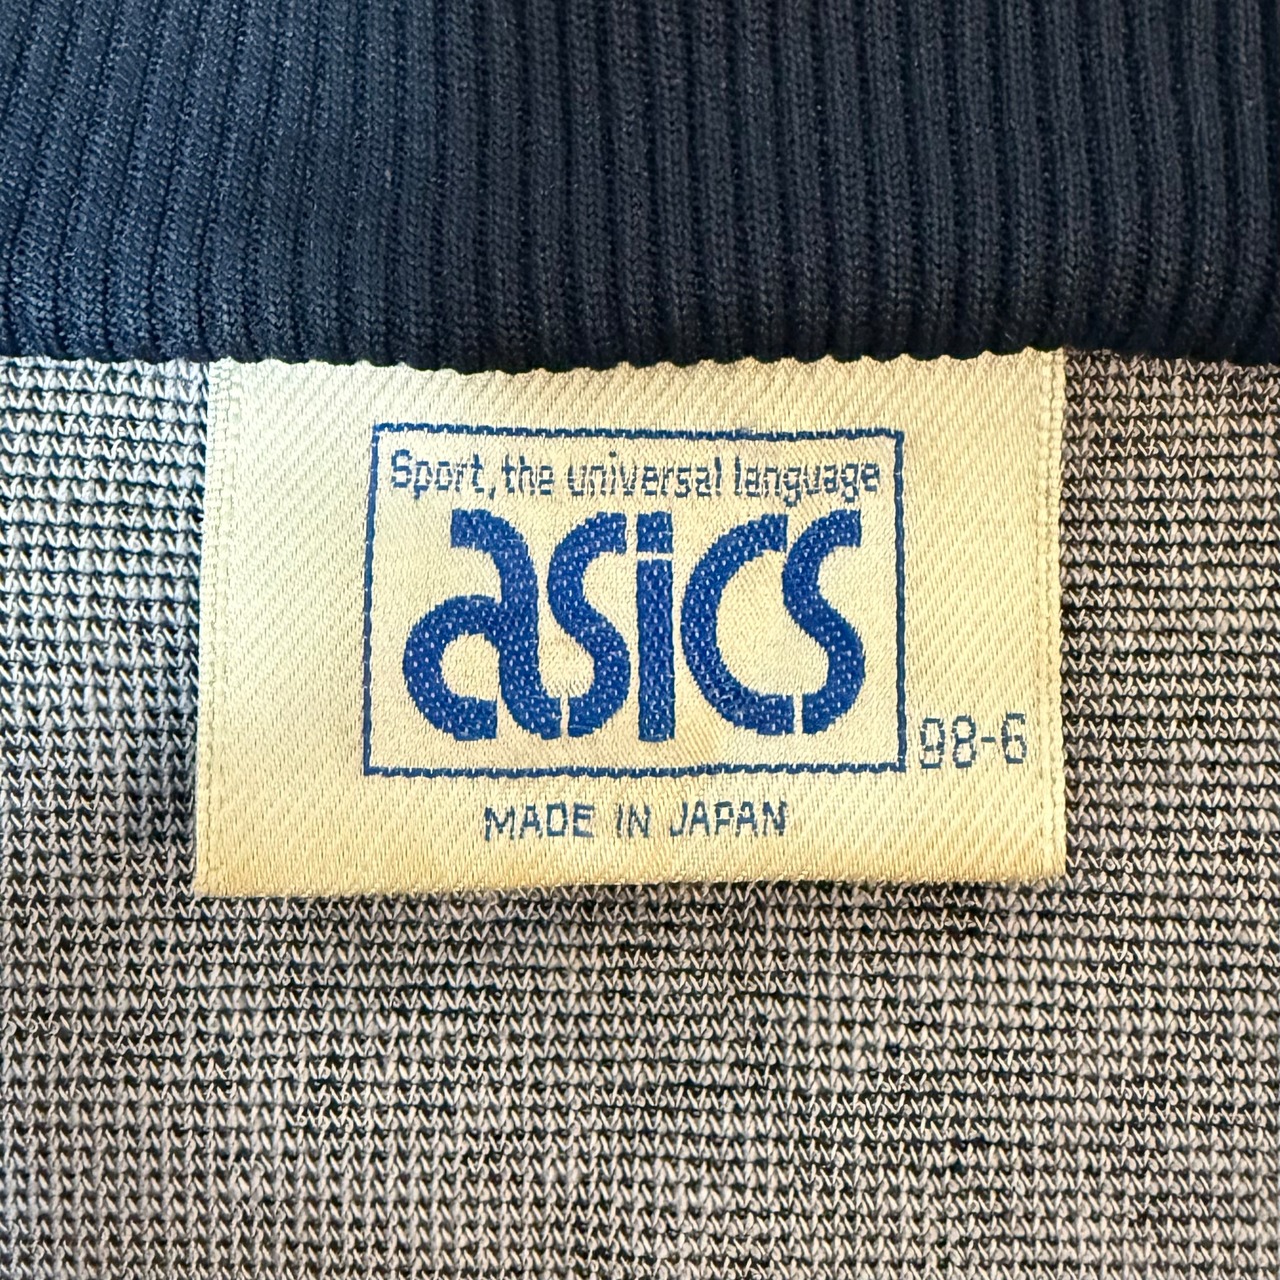 Sport, the universal language
asics
98-6
MADE IN JAPAN